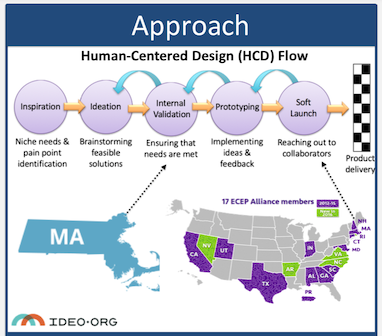 Approach
Human-Centered Design (HCD) Flow
Inspiration
Ideation
Internal
Validation
Prototyping
Soft
Launch
Niche needs &
pain point
identification
Brainstorming
feasible
solutions
Ensuring that
needs are met
Implementing
ideas &
feedback
Reaching out to
collaborators
Product
delivery
MA
17 ECEP Alliance members
2012-15
NH
MA
RI
CT
MD
VA
NC
SC
GA
AL
IN
AR
TX
PR
UT
NV
CA
IDEO.ORG